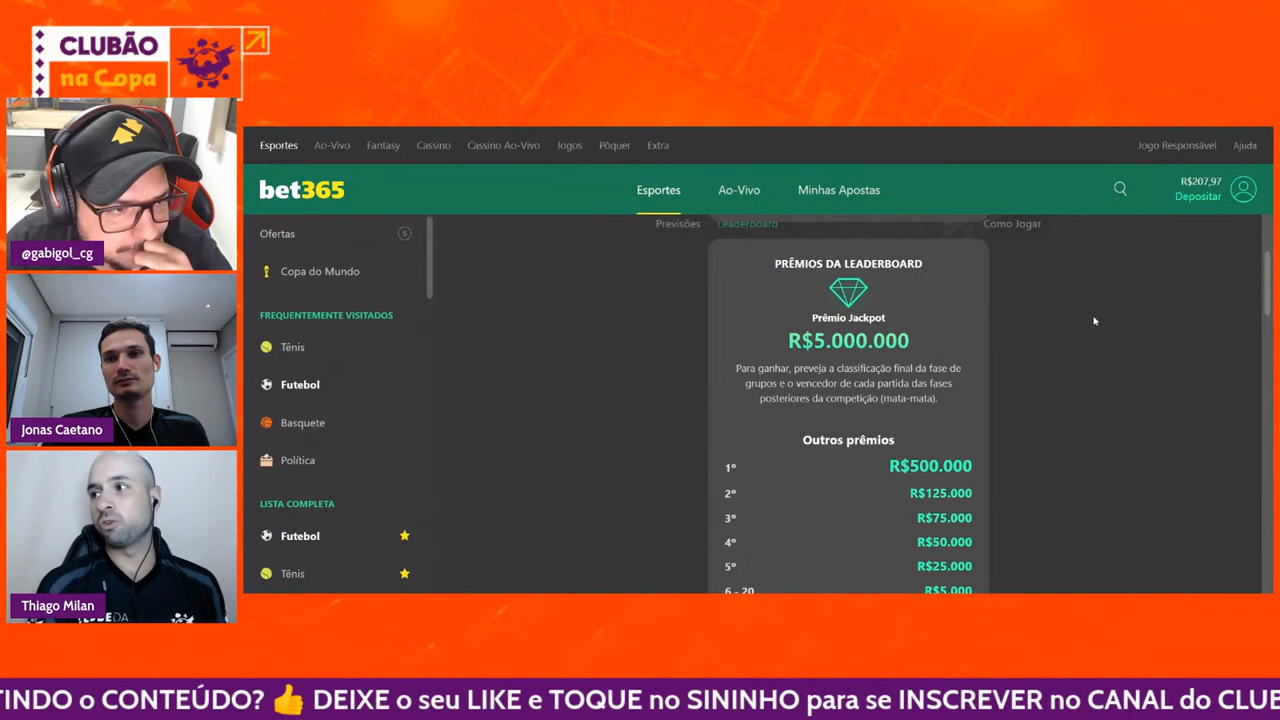 CLUBÃO
na Copa
@gabigol_cg
Jonas Caetano
Thiago Milan
Esportes Ao-Vivo Fantasy Cassino Cassino Ao-Vivo Jogos Pôquer Extra Jogo Responsável Ajuda
bet365 Esportes Ao-Vivo Minhas Apostas R$207,97
Depositar
Ofertas
Copa do Mundo
FREQUENTEMENTE VISITADOS
Tênis
Futebol
Basquete
Política
LISTA COMPLETA
Futebol
Tênis
Previsões Leaderboard Como Jogar
PRÊMIOS DA LEADERBOARD
Prêmio Jackpot
R$5.000.000
Para ganhar, preveja a classificação final da fase de
grupos e o vencedor de cada partida das fases
posteriores da competição (mata-mata).
Outros prêmios
1º R$500.000
2º R$125.000
3º R$75.000
4º R$50.000
5º R$25.000
6 - 20 R$5.000
TINDO o CONTEÚDO? 👍 DEIXE o seu LIKE e TOQUE no SININHO para se INSCREVER no CANAL do CLUB